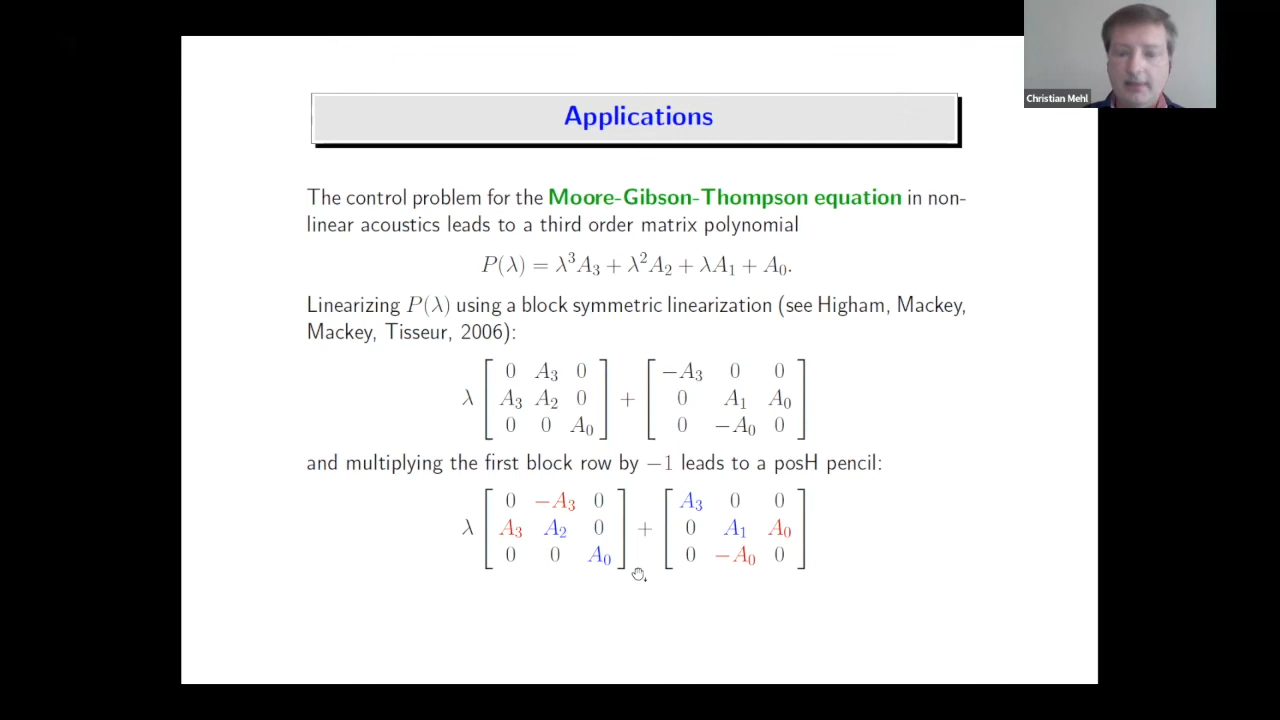 Applications
Christian Mehl
The control problem for the Moore-Gibson-Thompson equation in non-
linear acoustics leads to a third order matrix polynomial
P(λ) = λ³A₃ + λ²A₂ + λA₁ + A₀.
Linearizing P(λ) using a block symmetric linearization (see Higham, Mackey,
Mackey, Tisseur, 2006):
λ [ 0 A₃ 0 ; A₃ A₂ 0 ; 0 0 A₀ ] + [ −A₃ 0 0 ; 0 A₁ A₀ ; 0 −A₀ 0 ]
and multiplying the first block row by −1 leads to a posH pencil:
λ [ 0 −A₃ 0 ; A₃ A₂ 0 ; 0 0 A₀ ] + [ A₃ 0 0 ; 0 A₁ A₀ ; 0 −A₀ 0 ]